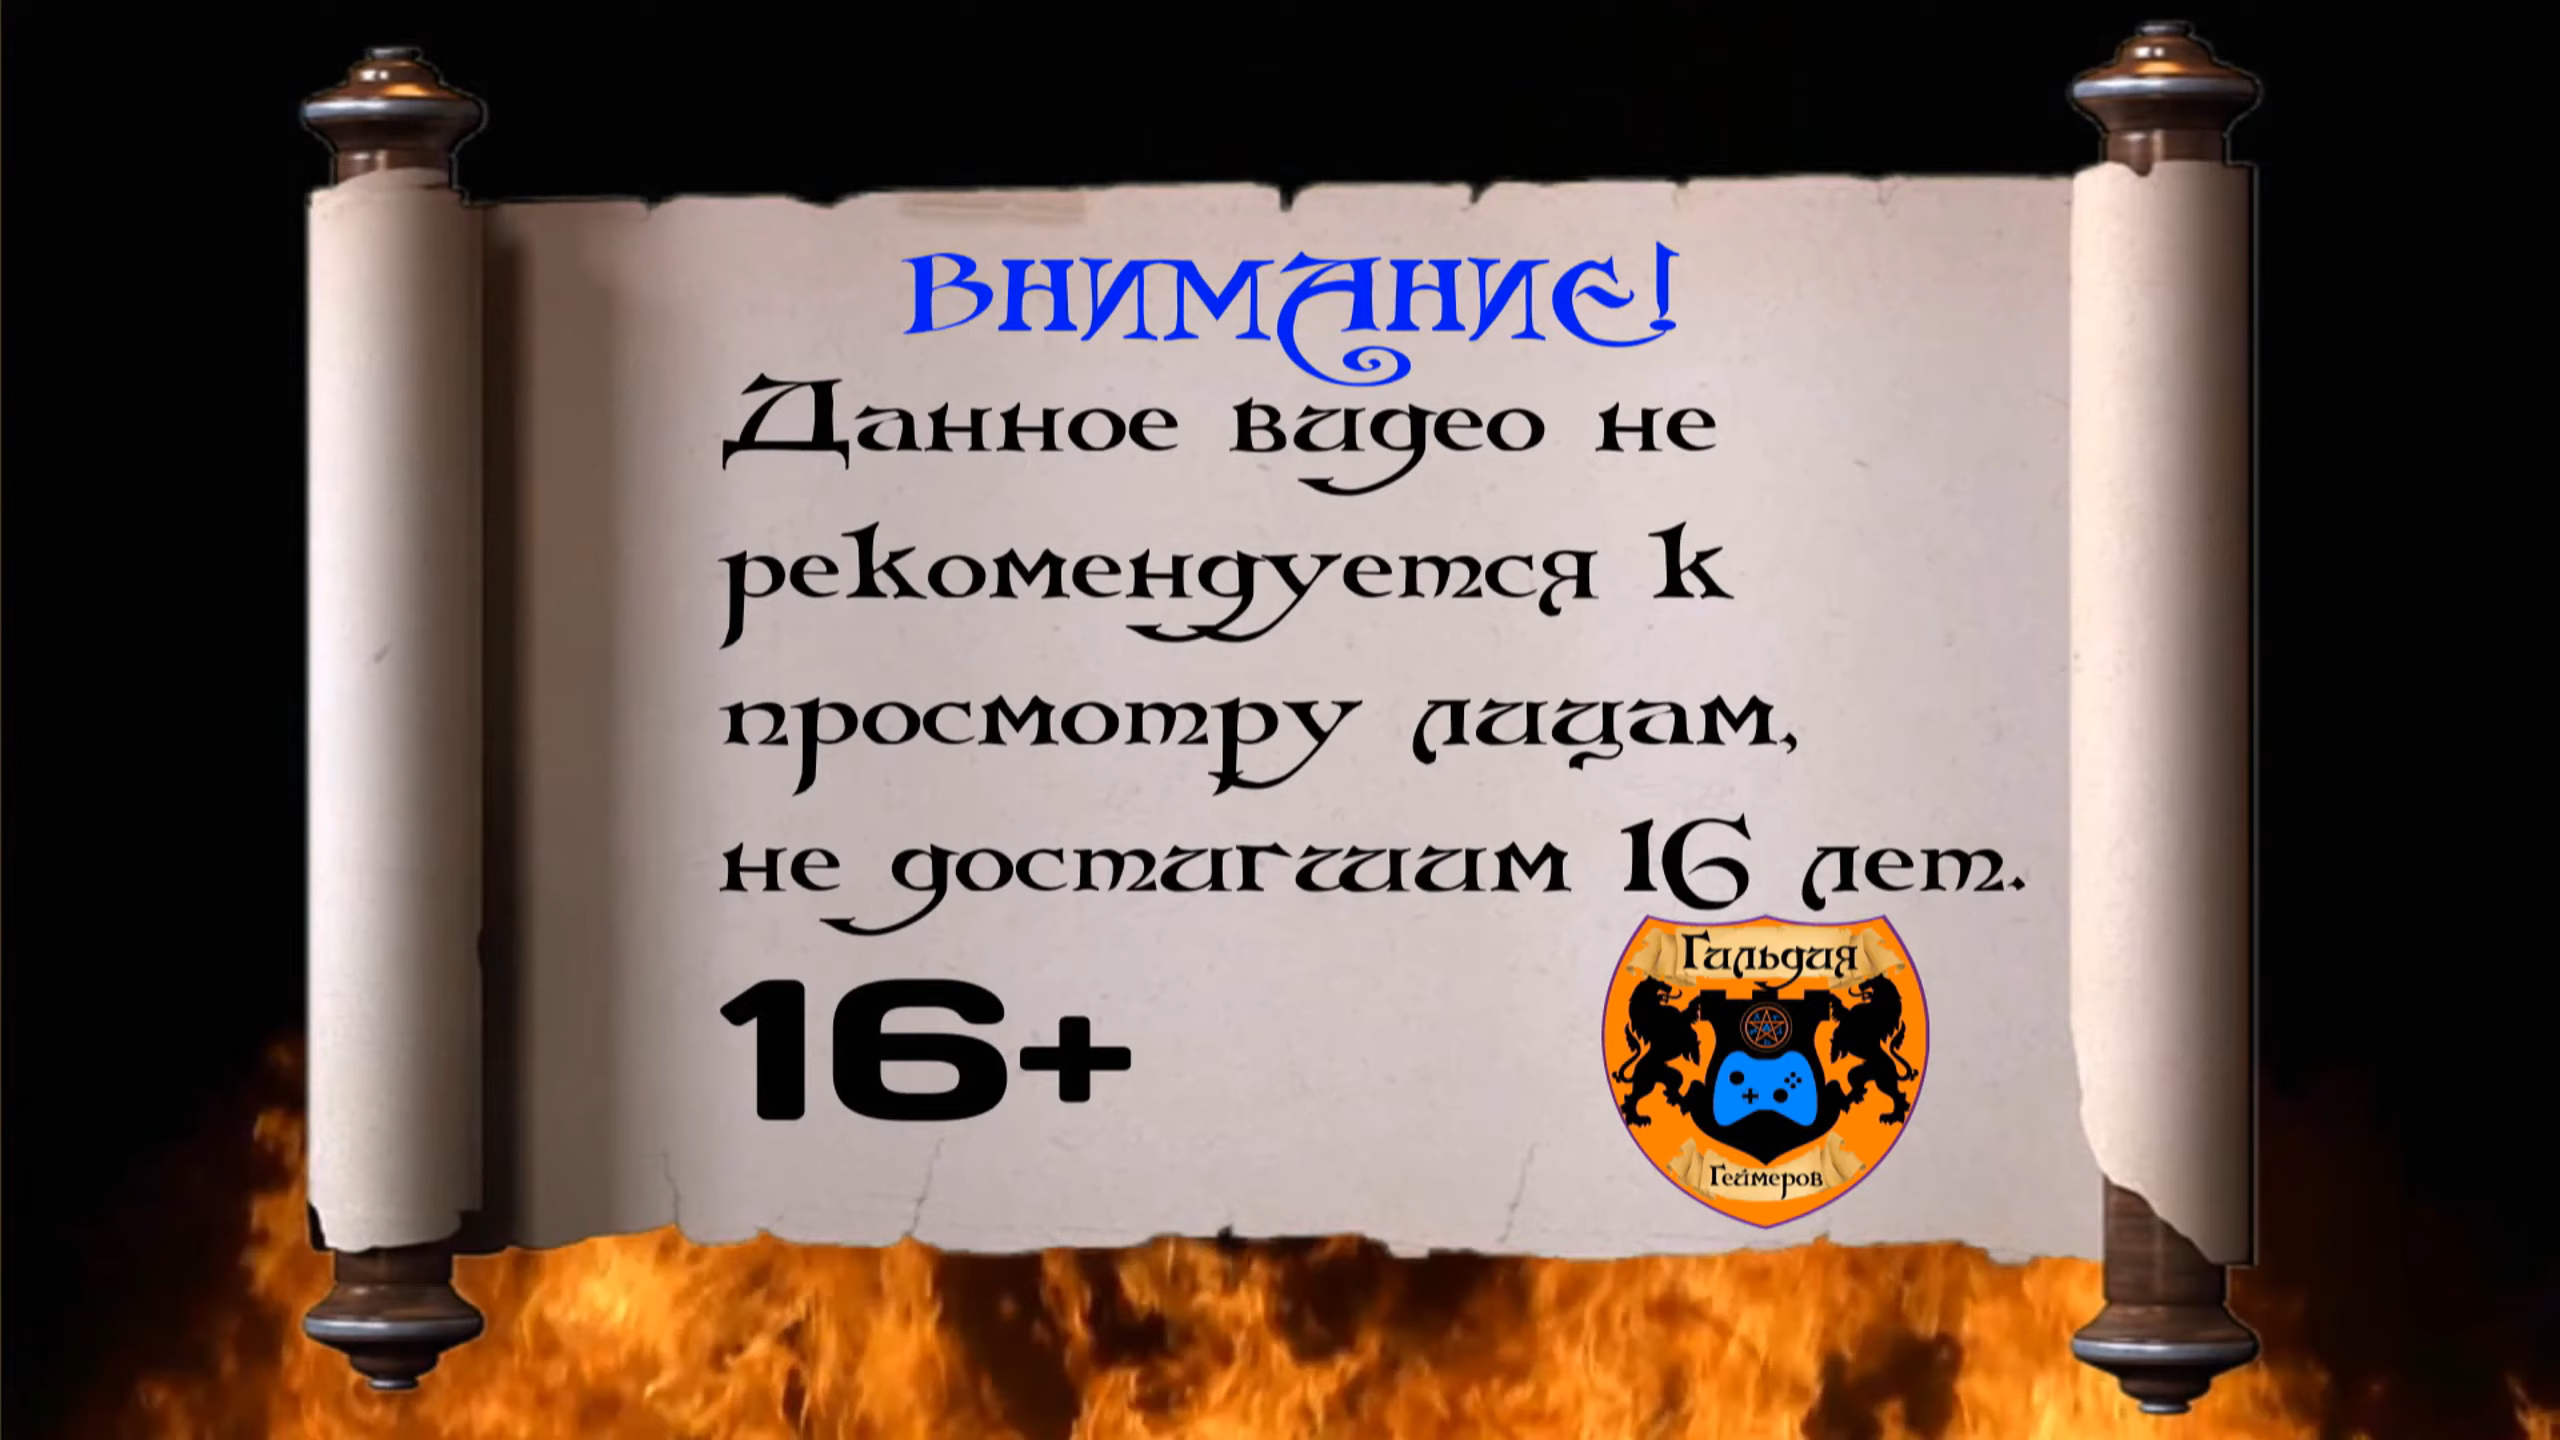 ВНИМАНИЕ!
Данное видео не
рекомендуется к
просмотру лицам,
не достигшим 16 лет.
16+
Гильдия
Геймеров